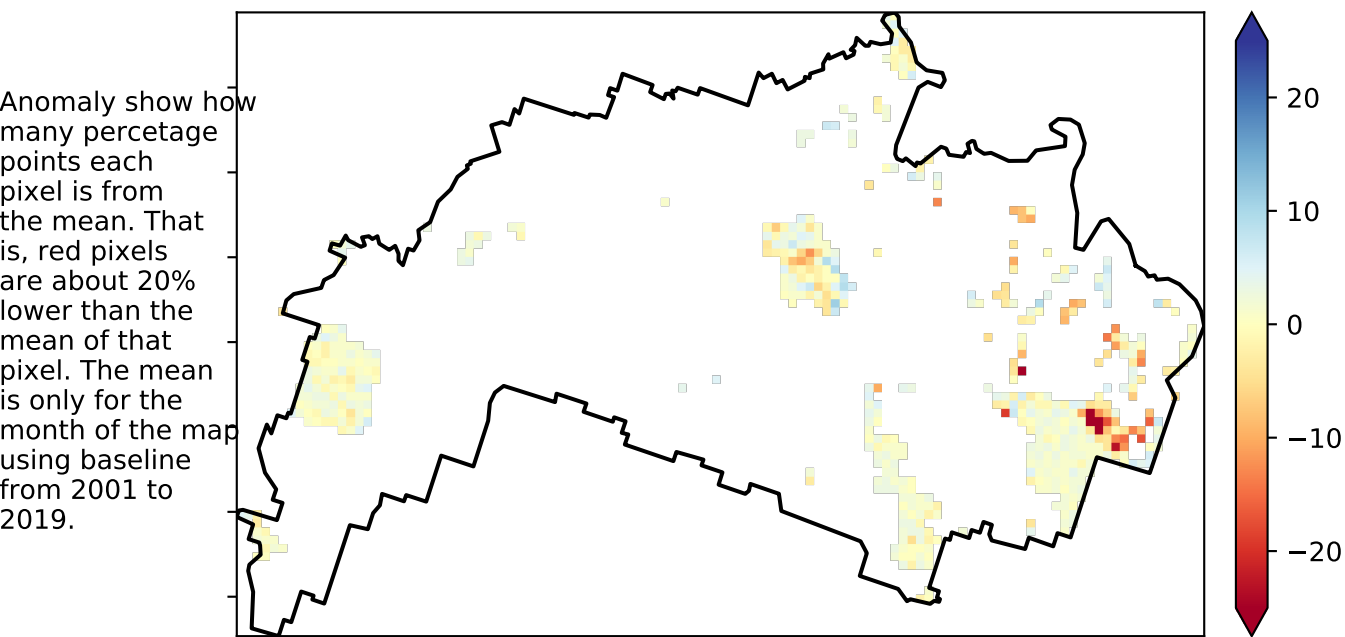 Anomaly show how
many percetage
points each
pixel is from
the mean. That
is, red pixels
are about 20%
lower than the
mean of that
pixel. The mean
is only for the
month of the map
using baseline
from 2001 to
2019.
20
10
0
−10
−20